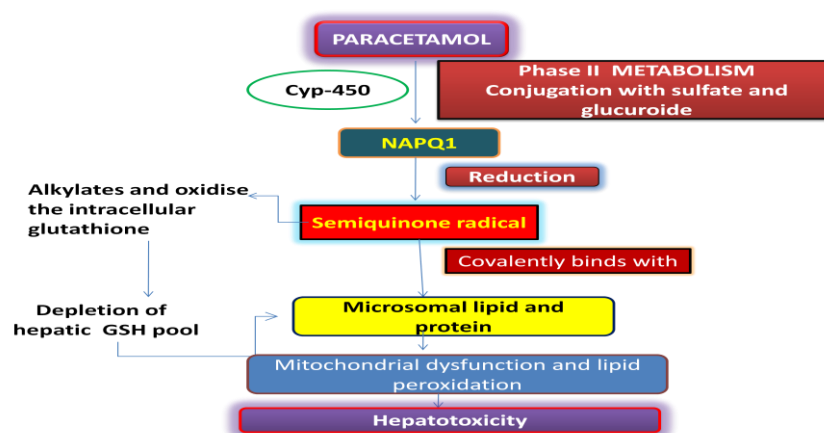 PARACETAMOL
Cyp-450
Phase II  METABOLISM
Conjugation with sulfate and
glucuroide
NAPQ1
Reduction
Alkylates and oxidise
the intracellular
glutathione
Semiquinone radical
Covalently binds with
Depletion of
hepatic  GSH pool
Microsomal lipid and
protein
Mitochondrial dysfunction and lipid
peroxidation
Hepatotoxicity